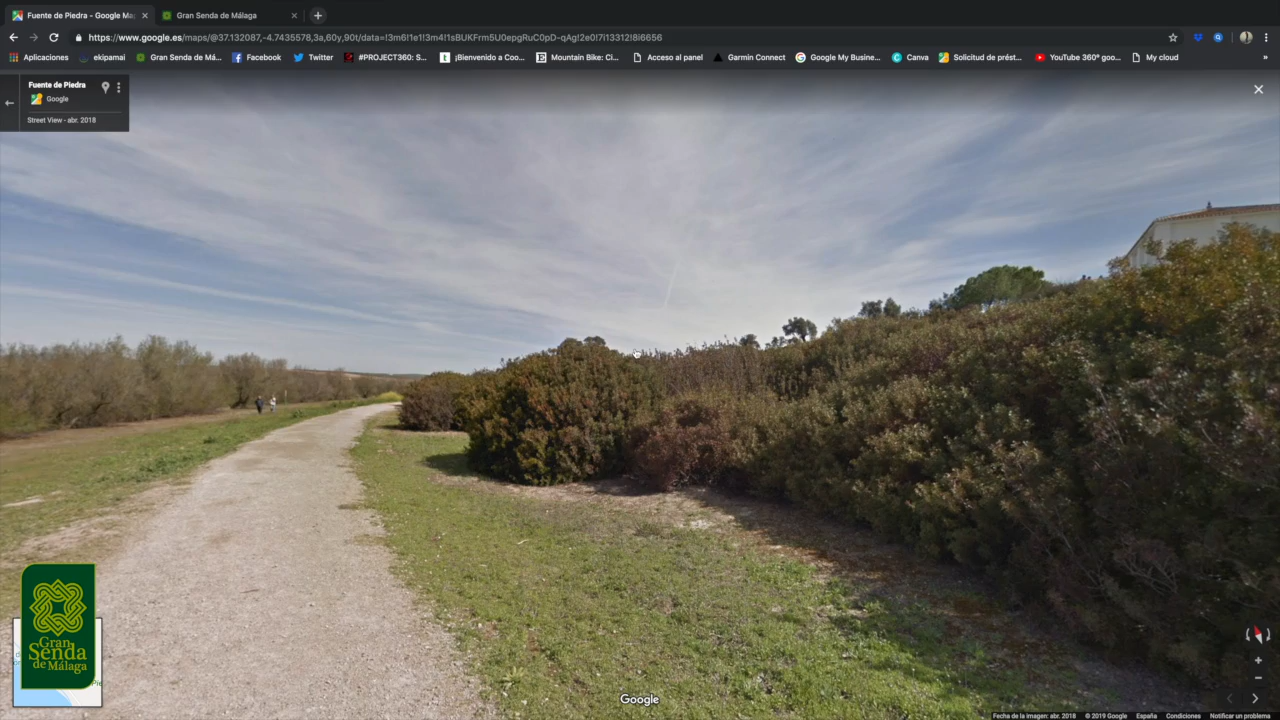 Fuente de Piedra - Google Ma
Gran Senda de Málaga
https://www.google.es/maps/@37.132087,-4.7435578,3a,60y,90t/data=!3m6!1e1!3m4!1sBUKFrm5U0epgRuC0pD-qAg!2e0!7i13312!8i6656
Aplicaciones
ekipamai
Gran Senda de Má...
Facebook
Twitter
#PROJECT360: S...
¡Bienvenido a Coo...
Mountain Bike: Ci...
Acceso al panel
Garmin Connect
Google My Busine...
Canva
Solicitud de prést...
YouTube 360º goo...
My cloud
Fuente de Piedra
Google
Street View - abr. 2018
Gran
Senda
de Málaga
Google
Fecha de la imagen: abr. 2018 © 2019 Google España Condiciones Notificar un problema